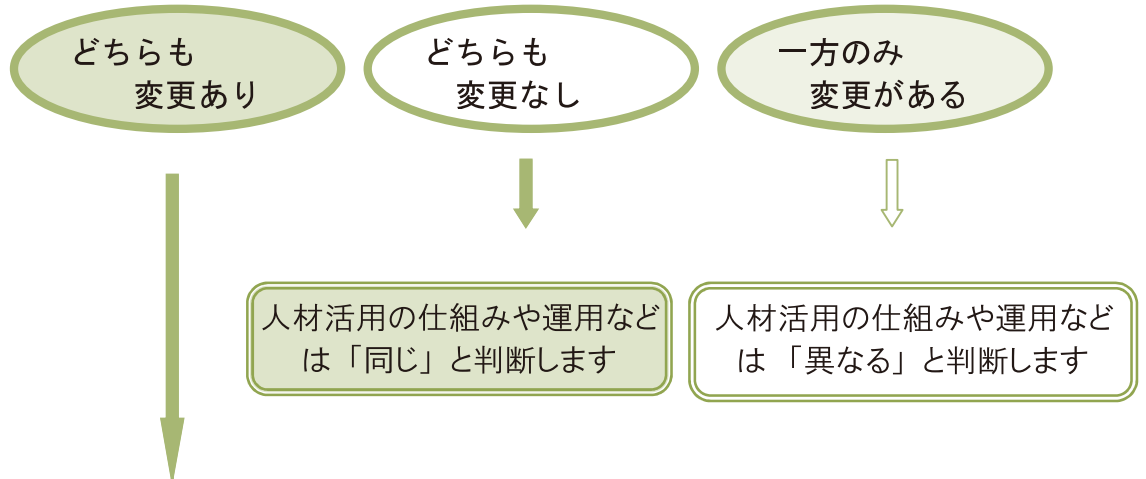 どちらも
変更あり
どちらも
変更なし
一方のみ
変更がある
人材活用の仕組みや運用など
は「同じ」と判断します
人材活用の仕組みや運用など
は「異なる」と判断します